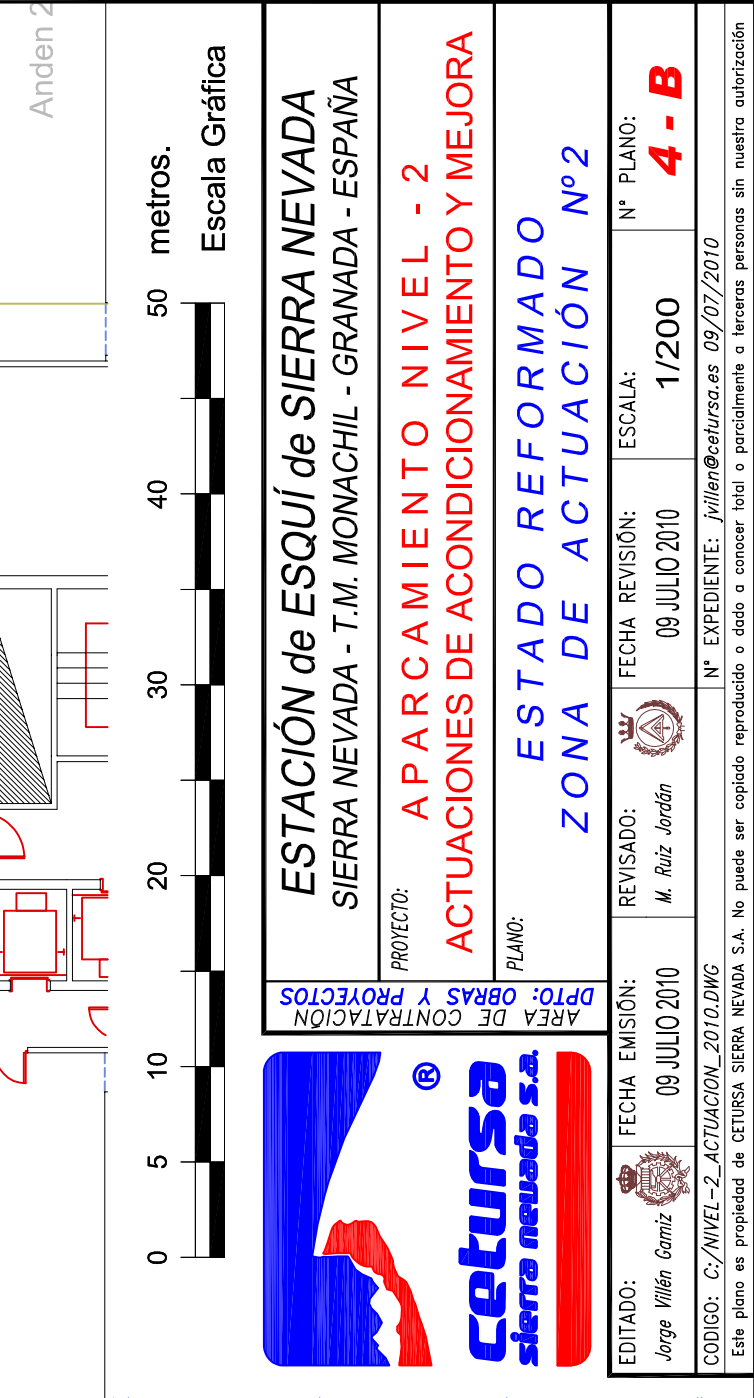 Anden 2
metros.
Escala Gráfica
0 5 10 20 30 40 50
ESTACIÓN de ESQUÍ de SIERRA NEVADA
SIERRA NEVADA - T.M. MONACHIL - GRANADA - ESPAÑA
PROYECTO:
APARCAMIENTO NIVEL - 2
ACTUACIONES DE ACONDICIONAMIENTO Y MEJORA
PLANO:
ESTADO REFORMADO
ZONA DE ACTUACIÓN Nº 2
AREA DE CONTRATACIÓN
DPTO: OBRAS Y PROYECTOS
®
cetursa
sierra nevada s.a.
EDITADO:
Jorge Villén Gamiz
FECHA EMISIÓN:
09 JULIO 2010
REVISADO:
M. Ruiz Jordán
FECHA REVISIÓN:
09 JULIO 2010
ESCALA:
1/200
Nº PLANO:
4 - B
CODIGO: C:/NIVEL-2_ACTUACION_2010.DWG
Nº EXPEDIENTE: jvillen@cetursa.es 09/07/2010
Este plano es propiedad de CETURSA SIERRA NEVADA S.A. No puede ser copiado reproducido o dado a conocer total o parcialmente a terceras personas sin nuestra autorización